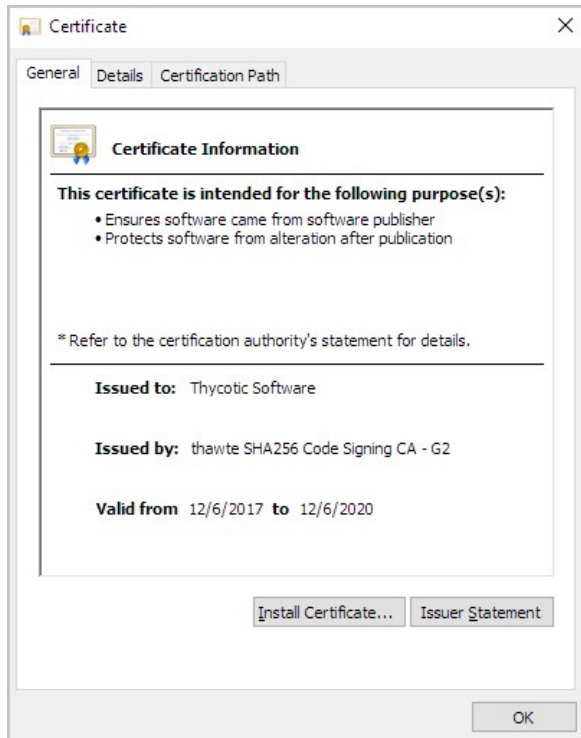 Certificate
General Details Certification Path
Certificate Information
This certificate is intended for the following purpose(s):
• Ensures software came from software publisher
• Protects software from alteration after publication
* Refer to the certification authority's statement for details.
Issued to: Thycotic Software
Issued by: thawte SHA256 Code Signing CA - G2
Valid from 12/6/2017 to 12/6/2020
Install Certificate... Issuer Statement
OK